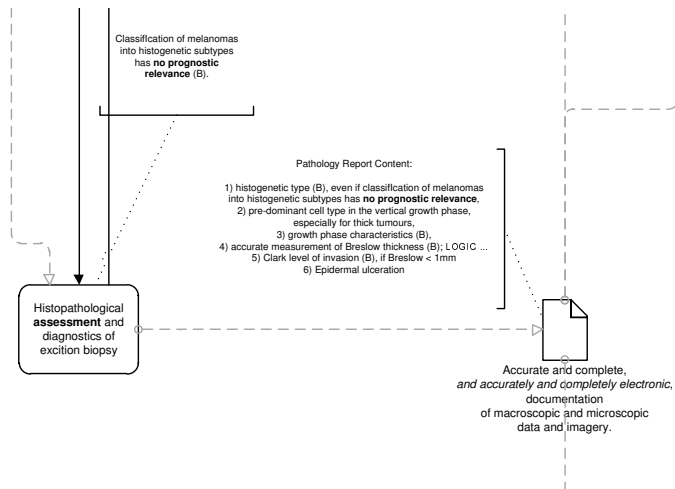 Classification of melanomas
into histogenetic subtypes
has no prognostic
relevance (B).
Pathology Report Content:
1) histogenetic type (B), even if classification of melanomas
into histogenetic subtypes has no prognostic relevance,
2) pre-dominant cell type in the vertical growth phase,
especially for thick tumours,
3) growth phase characteristics (B),
4) accurate measurement of Breslow thickness (B); LOGIC ...
5) Clark level of invasion (B), if Breslow < 1mm
6) Epidermal ulceration
Histopathological
assessment and
diagnostics of
excition biopsy
Accurate and complete,
and accurately and completely electronic,
documentation
of macroscopic and microscopic
data and imagery.